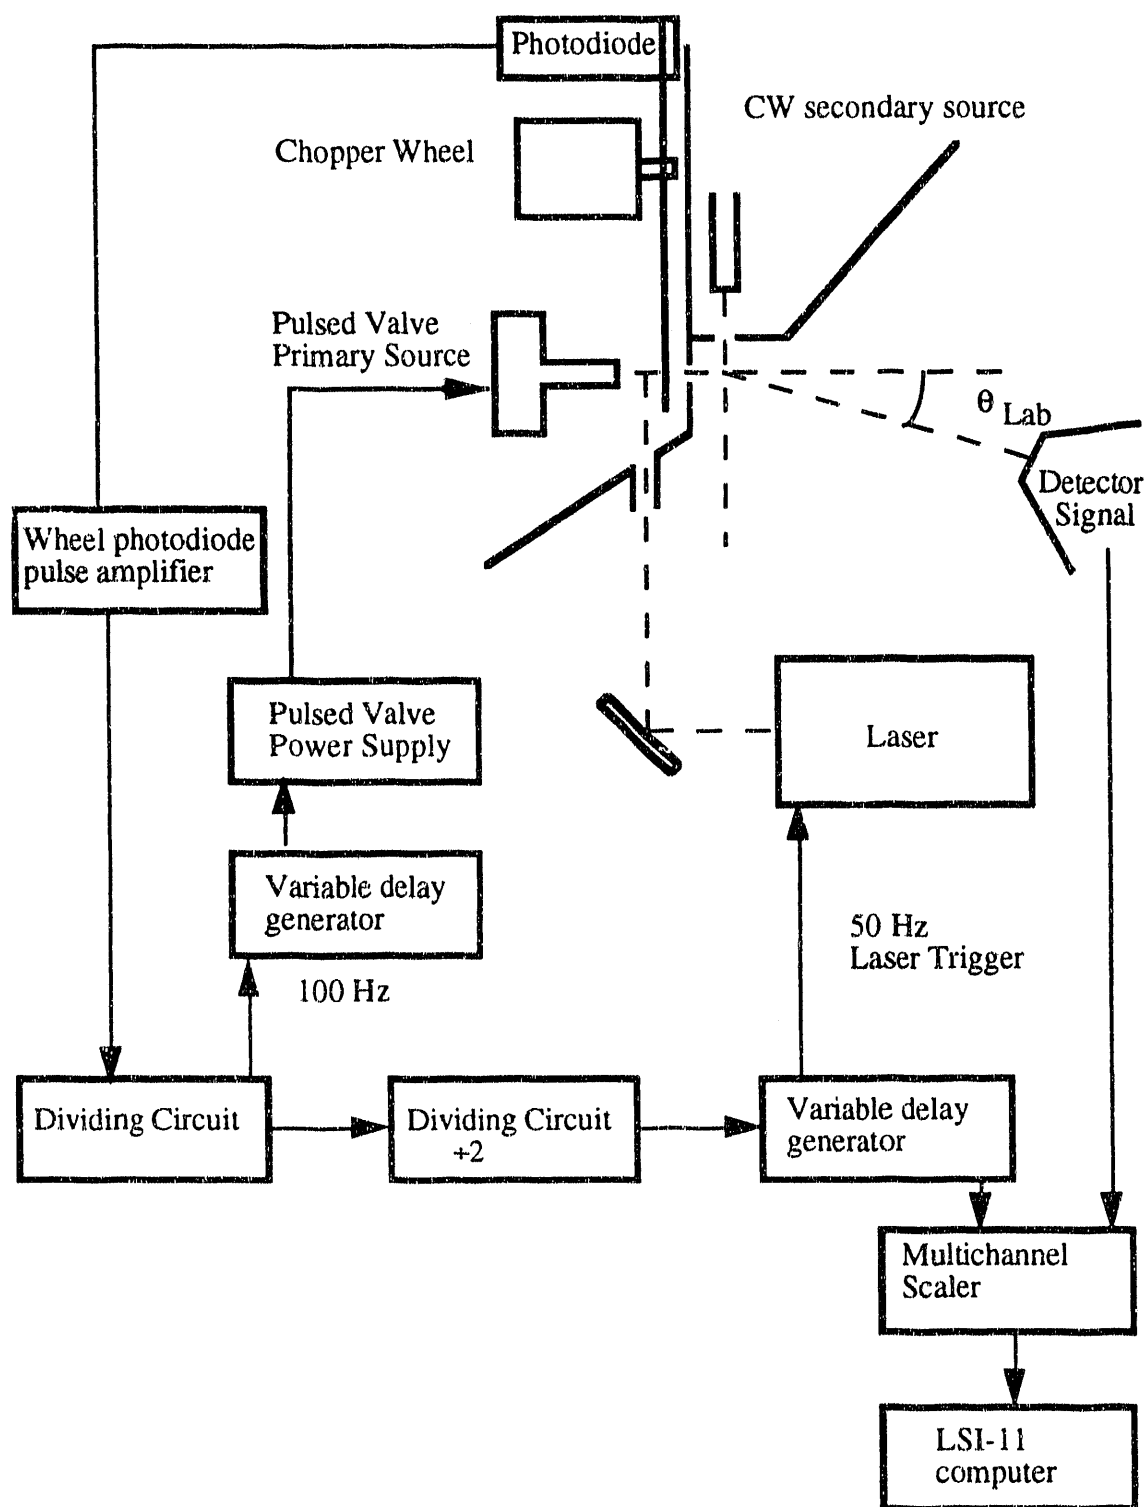 Photodiode
CW secondary source
Chopper Wheel
Pulsed Valve
Primary Source
θ Lab
Detector
Signal
Wheel photodiode
pulse amplifier
Pulsed Valve
Power Supply
Laser
Variable delay
generator
50 Hz
Laser Trigger
100 Hz
Dividing Circuit
Dividing Circuit
÷2
Variable delay
generator
Multichannel
Scaler
LSI-11
computer